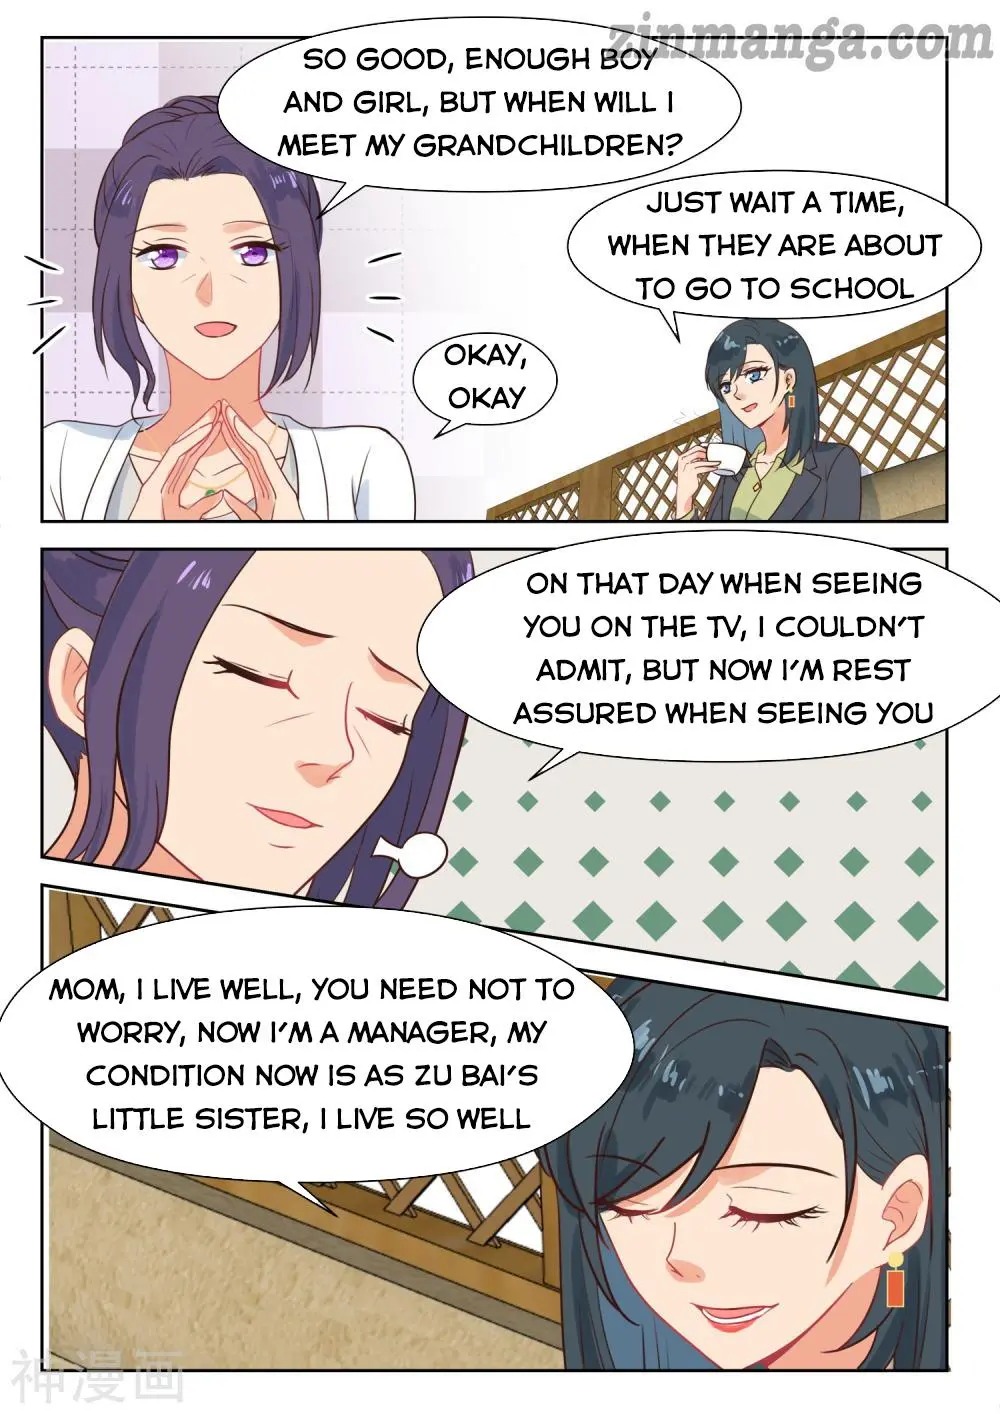 zinmanga.com
SO GOOD, ENOUGH BOY
AND GIRL, BUT WHEN WILL I
MEET MY GRANDCHILDREN?
JUST WAIT A TIME,
WHEN THEY ARE ABOUT
TO GO TO SCHOOL
OKAY,
OKAY
ON THAT DAY WHEN SEEING
YOU ON THE TV, I COULDN'T
ADMIT, BUT NOW I'M REST
ASSURED WHEN SEEING YOU
MOM, I LIVE WELL, YOU NEED NOT TO
WORRY, NOW I'M A MANAGER, MY
CONDITION NOW IS AS ZU BAI'S
LITTLE SISTER, I LIVE SO WELL
神漫画